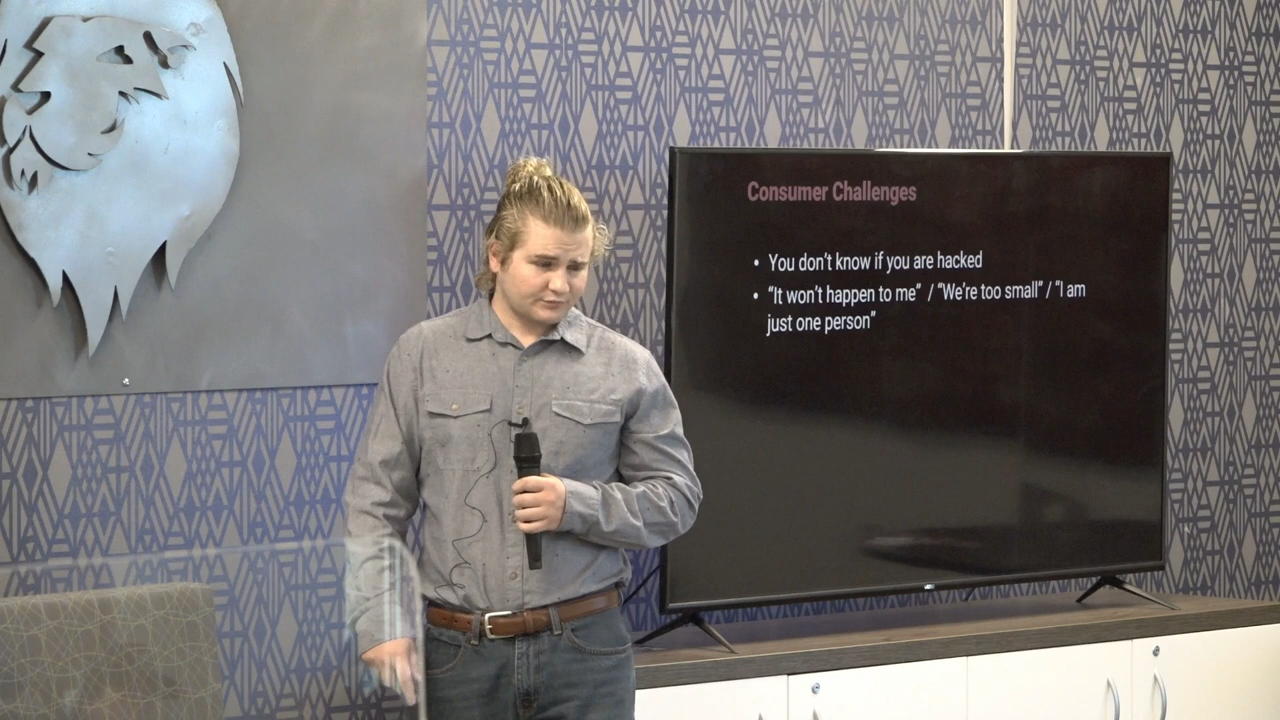 Consumer Challenges
• You don't know if you are hacked
• “It won't happen to me” / “We're too small” / “I am
just one person”